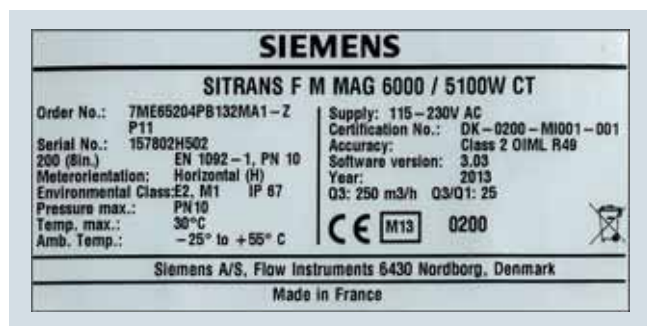 SIEMENS
SITRANS F M MAG 6000 / 5100W CT
Order No.: 7ME65204PB132MA1-Z
P11
Serial No.: 157802H502
200 (8in.) EN 1092-1, PN 10
Meterorientation: Horizontal (H)
Environmental Class:E2, M1 IP 67
Pressure max.: PN10
Temp. max.: 30°C
Amb. Temp.: -25° to +55° C
Supply: 115-230V AC
Certification No.: DK-0200-MI001-001
Accuracy: Class 2 OIML R49
Software version: 3.03
Year: 2013
Q3: 250 m3/h Q3/Q1: 25
CE M13 0200
Siemens A/S, Flow Instruments 6430 Nordborg, Denmark
Made in France